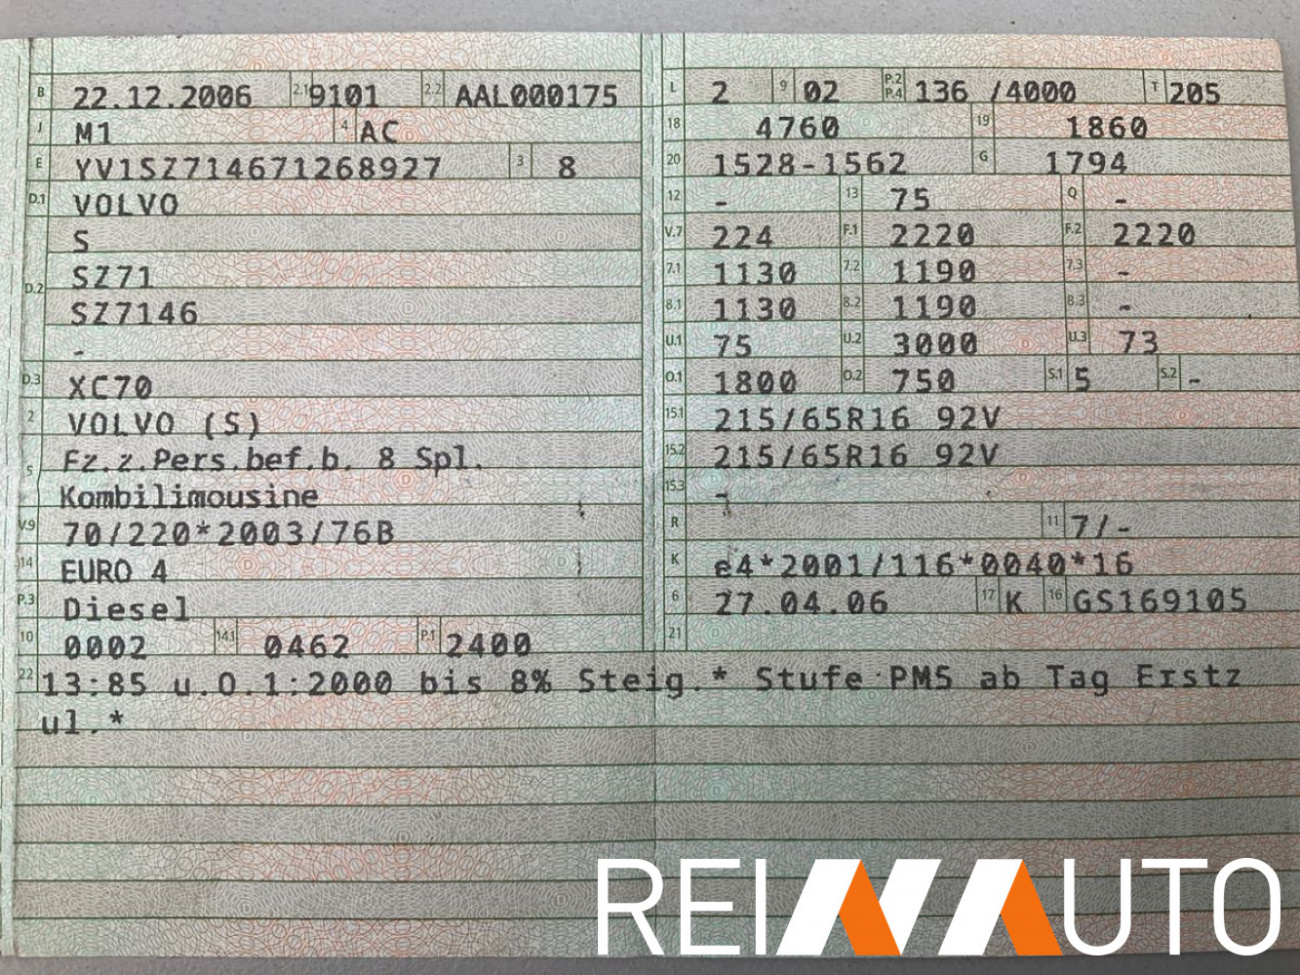 B 22.12.2006 2.1 9101 2.2 AAL000175
J M1 4 AC
E YV1SZ714671268927 3 8
D.1 VOLVO
S
D.2 SZ71
SZ7146
-
D.3 XC70
2 VOLVO (S)
5 Fz.z.Pers.bef.b. 8 Spl.
Kombilimousine
V.9 70/220*2003/76B
14 EURO 4
P.3 Diesel
10 0002 14.1 0462 P.1 2400
L 2 9 02 P.2 P.4 136 /4000 T 205
18 4760 19 1860
20 1528-1562 G 1794
12 - 13 75 Q -
V.7 224 F.1 2220 F.2 2220
7.1 1130 7.2 1190 7.3 -
8.1 1130 8.2 1190 8.3 -
U.1 75 U.2 3000 U.3 73
O.1 1800 O.2 750 S.1 5 S.2 -
15.1 215/65R16 92V
15.2 215/65R16 92V
15.3 -
R 11 7/-
K e4*2001/116*0040*16
6 27.04.06 17 K 16 GS169105
21
22 13:85 u.O.1:2000 bis 8% Steig.* Stufe PM5 ab Tag Erstz
ul.*
REINAUTO